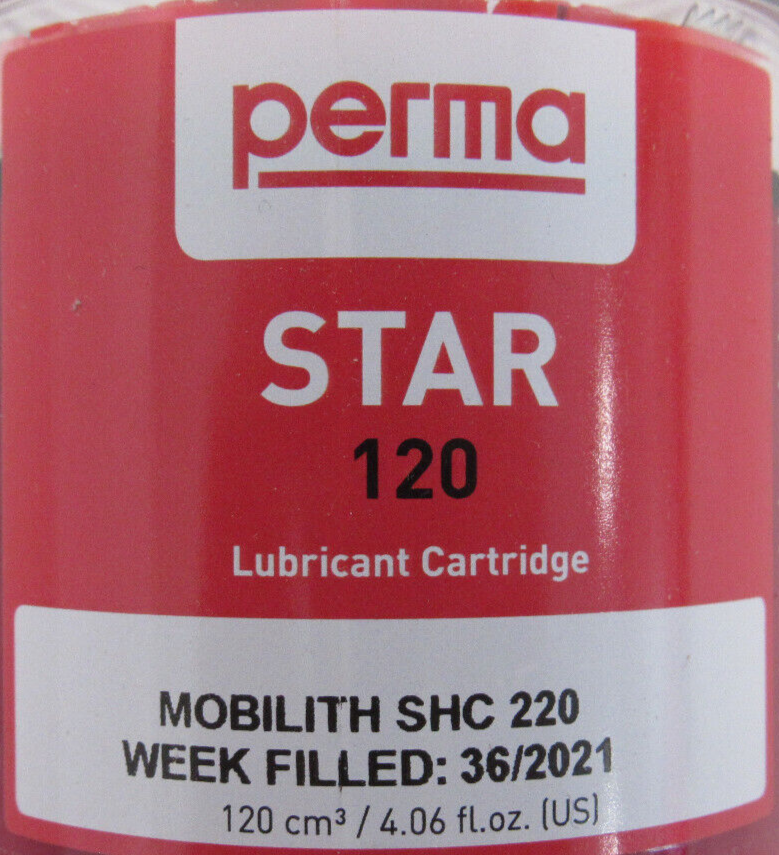 perma
STAR
120
Lubricant Cartridge
MOBILITH SHC 220
WEEK FILLED: 36/2021
120 cm³ / 4.06 fl.oz. (US)